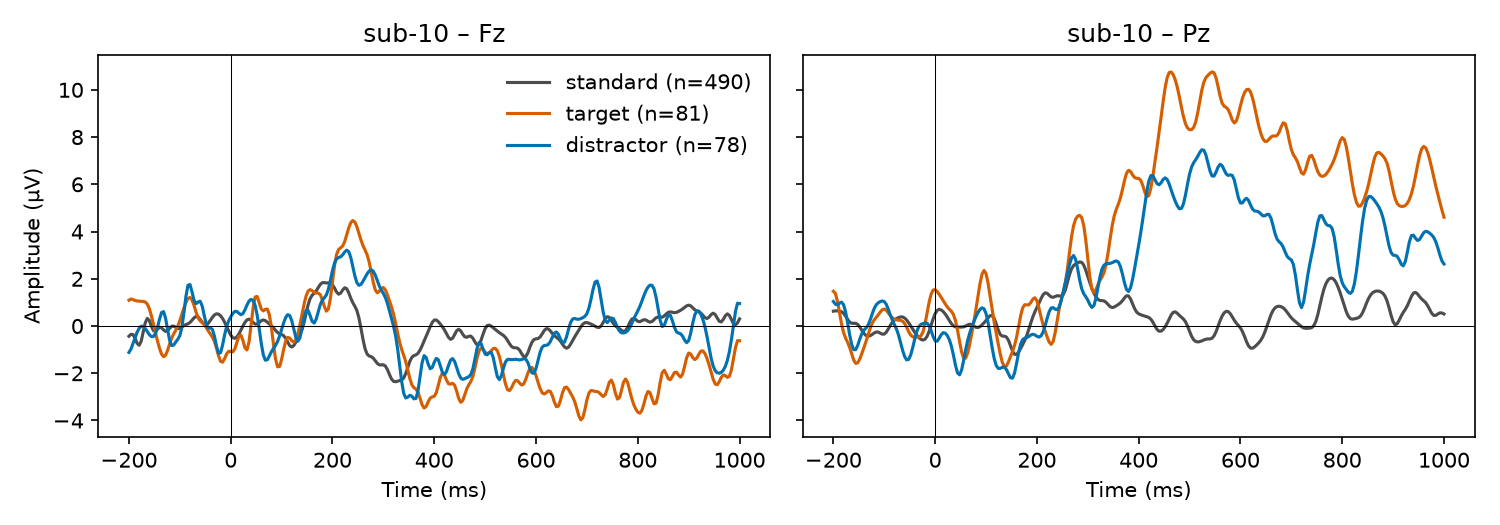 sub-10 – Fz
sub-10 – Pz
standard (n=490)
target (n=81)
distractor (n=78)
Amplitude (µV)
10
8
6
4
2
0
−2
−4
−200 0 200 400 600 800 1000
−200 0 200 400 600 800 1000
Time (ms)
Time (ms)